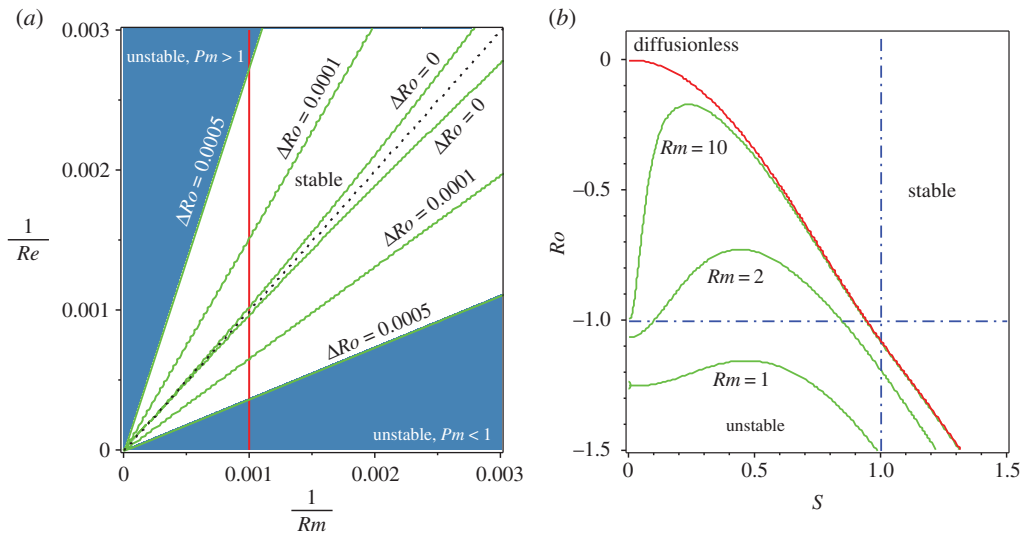 (a)
0.003
unstable, Pm > 1
ΔRo = 0.0005
ΔRo = 0.0001
ΔRo = 0
ΔRo = 0
0.002
stable
ΔRo = 0.0001
1
Re
0.001
ΔRo = 0.0005
unstable, Pm < 1
0
0
0.001
0.002
0.003
1
Rm
(b)
diffusionless
0
Rm = 10
−0.5
stable
Ro
Rm = 2
−1.0
Rm = 1
unstable
−1.5
0
0.5
1.0
1.5
S